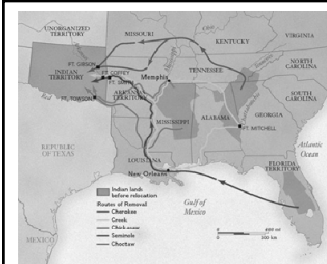 UNORGANIZED
TERRITORY
MISSOURI
KENTUCKY
VIRGINIA
FT. GIBSON
FT. COFFEY
FT. SMITH
INDIAN
TERRITORY
TENNESSEE
NORTH
CAROLINA
Memphis
ARKANSAS
TERRITORY
SOUTH
CAROLINA
FT. TOWSON
MISSISSIPPI
ALABAMA
GEORGIA
FT. MITCHELL
REPUBLIC
OF TEXAS
LOUISIANA
New Orleans
Atlantic
Ocean
FLORIDA
TERRITORY
Indian lands
before relocation
Routes of Removal
Cherokee
Creek
Chickasaw
Seminole
Choctaw
Gulf of
Mexico
MEXICO